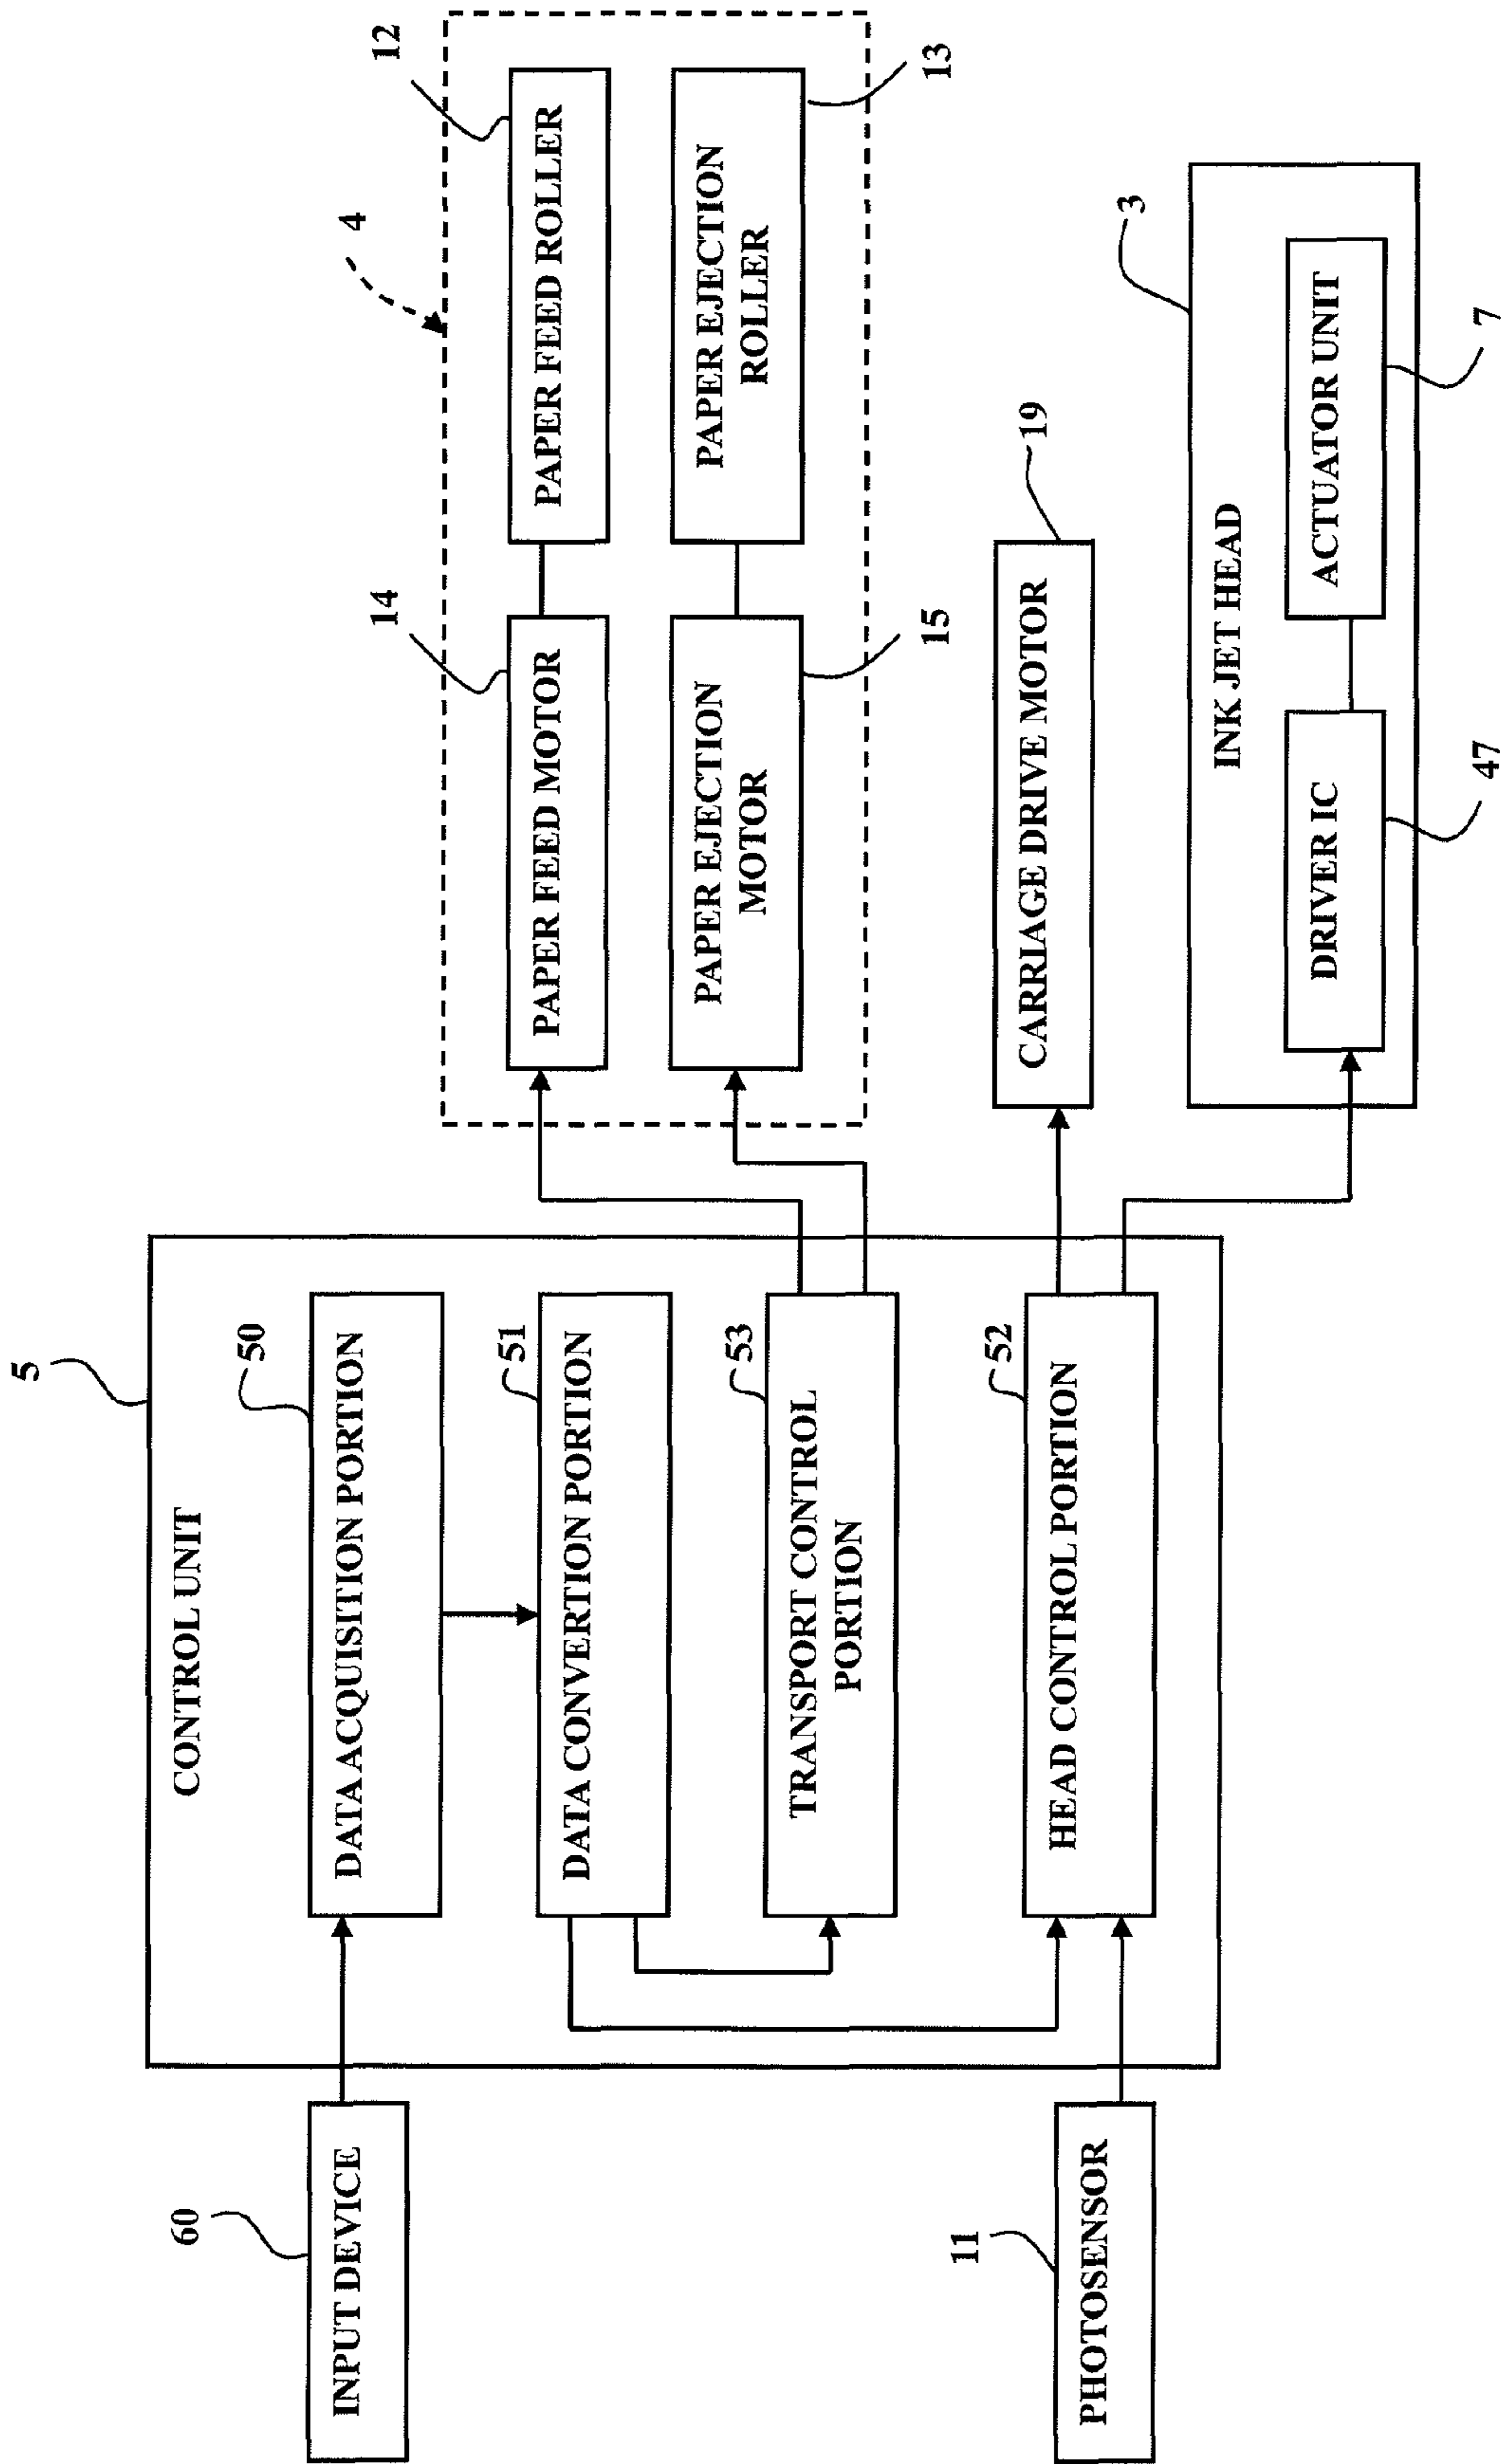 5
CONTROL UNIT
60
INPUT DEVICE
50
DATA ACQUISITION PORTION
51
DATA CONVERTION PORTION
53
TRANSPORT CONTROL
PORTION
11
PHOTOSENSOR
52
HEAD CONTROL PORTION
4
14
PAPER FEED MOTOR
12
PAPER FEED ROLLER
PAPER EJECTION
MOTOR
15
PAPER EJECTION
ROLLER
13
CARRIAGE DRIVE MOTOR
19
INK JET HEAD
3
DRIVER IC
47
ACTUATOR UNIT
7